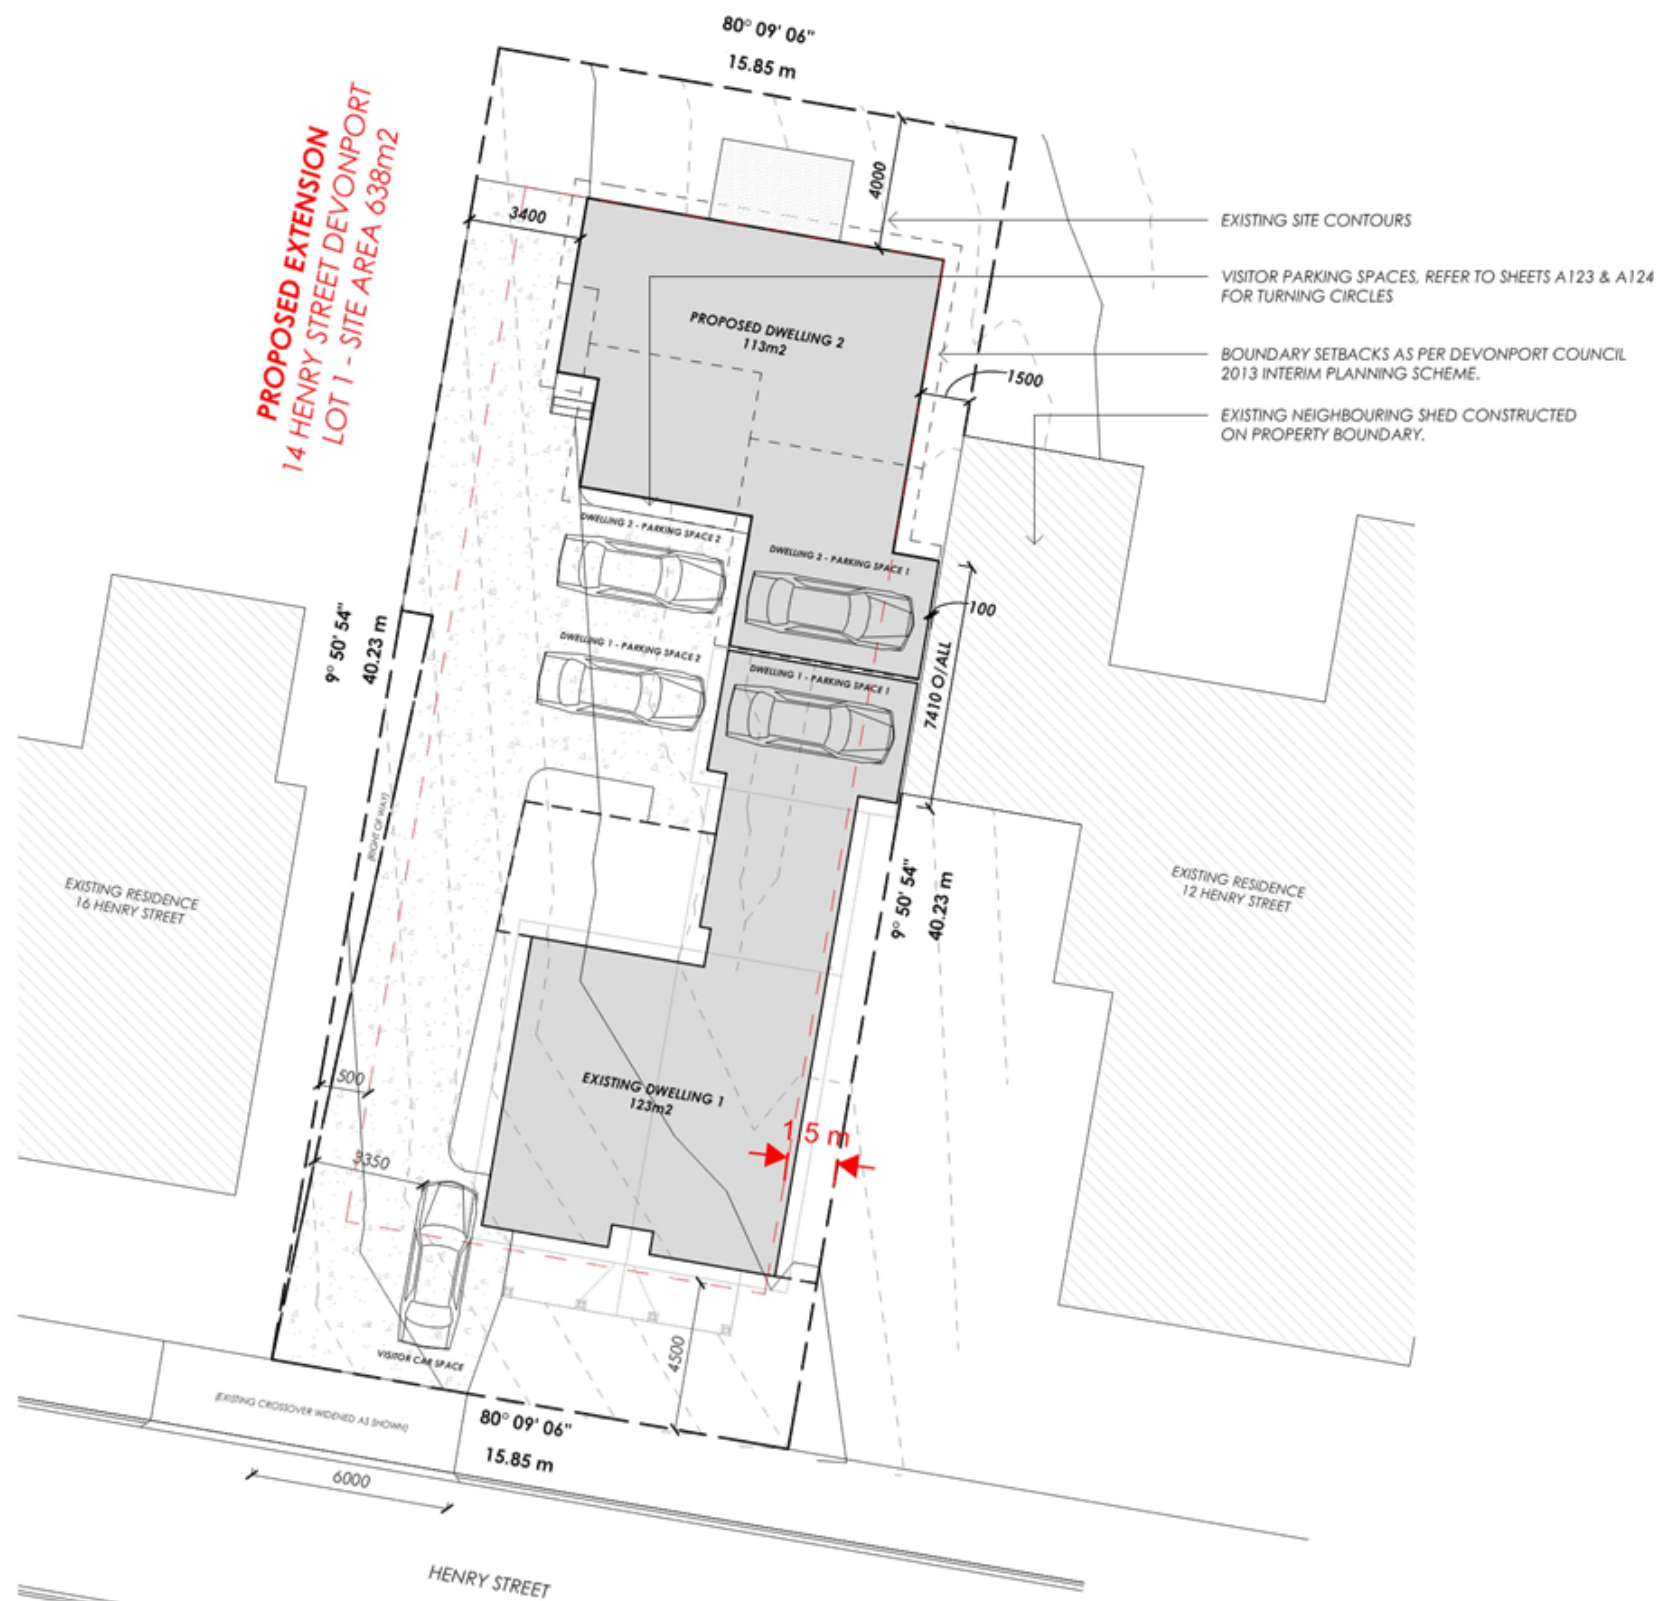 80° 09' 06"
15.85 m
PROPOSED EXTENSION
14 HENRY STREET DEVONPORT
LOT 1 - SITE AREA 638m2
4000
3400
EXISTING SITE CONTOURS
VISITOR PARKING SPACES, REFER TO SHEETS A123 & A124
FOR TURNING CIRCLES
PROPOSED DWELLING 2
113m2
BOUNDARY SETBACKS AS PER DEVONPORT COUNCIL
2013 INTERIM PLANNING SCHEME.
1500
EXISTING NEIGHBOURING SHED CONSTRUCTED
ON PROPERTY BOUNDARY.
DWELLING 2 - PARKING SPACE 2
DWELLING 2 - PARKING SPACE 1
100
9° 50' 54"
40.23 m
DWELLING 1 - PARKING SPACE 2
DWELLING 1 - PARKING SPACE 1
7410 O/ALL
(RIGHT OF WAY)
EXISTING RESIDENCE
16 HENRY STREET
EXISTING RESIDENCE
12 HENRY STREET
9° 50' 54"
40.23 m
500
EXISTING DWELLING 1
123m2
1.5 m
3350
4500
VISITOR CAR SPACE
(EXISTING CROSSOVER WIDENED AS SHOWN)
80° 09' 06"
15.85 m
6000
HENRY STREET